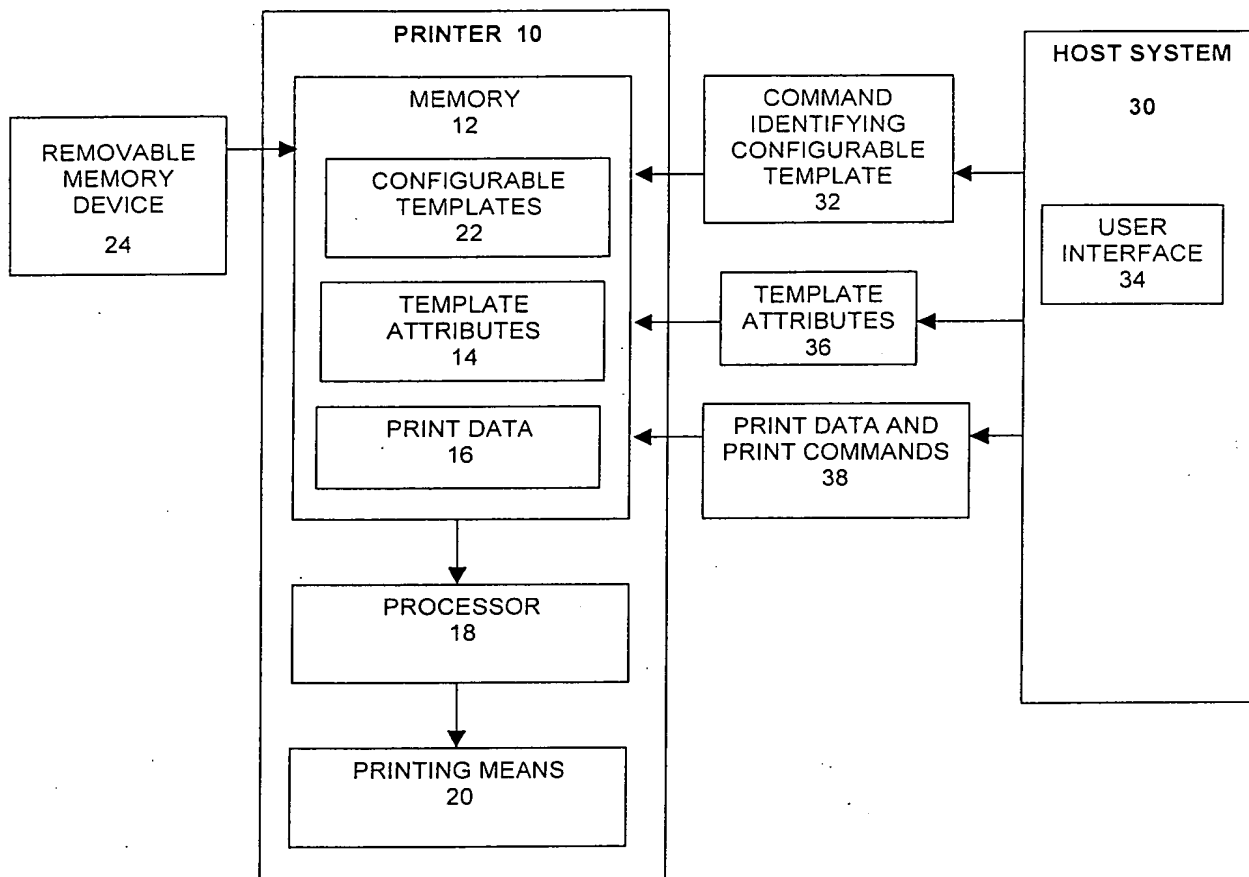 PRINTER 10
MEMORY
12
CONFIGURABLE
TEMPLATES
22
TEMPLATE
ATTRIBUTES
14
PRINT DATA
16
PROCESSOR
18
PRINTING MEANS
20
REMOVABLE
MEMORY
DEVICE
24
COMMAND
IDENTIFYING
CONFIGURABLE
TEMPLATE
32
TEMPLATE
ATTRIBUTES
36
PRINT DATA AND
PRINT COMMANDS
38
HOST SYSTEM
30
USER
INTERFACE
34